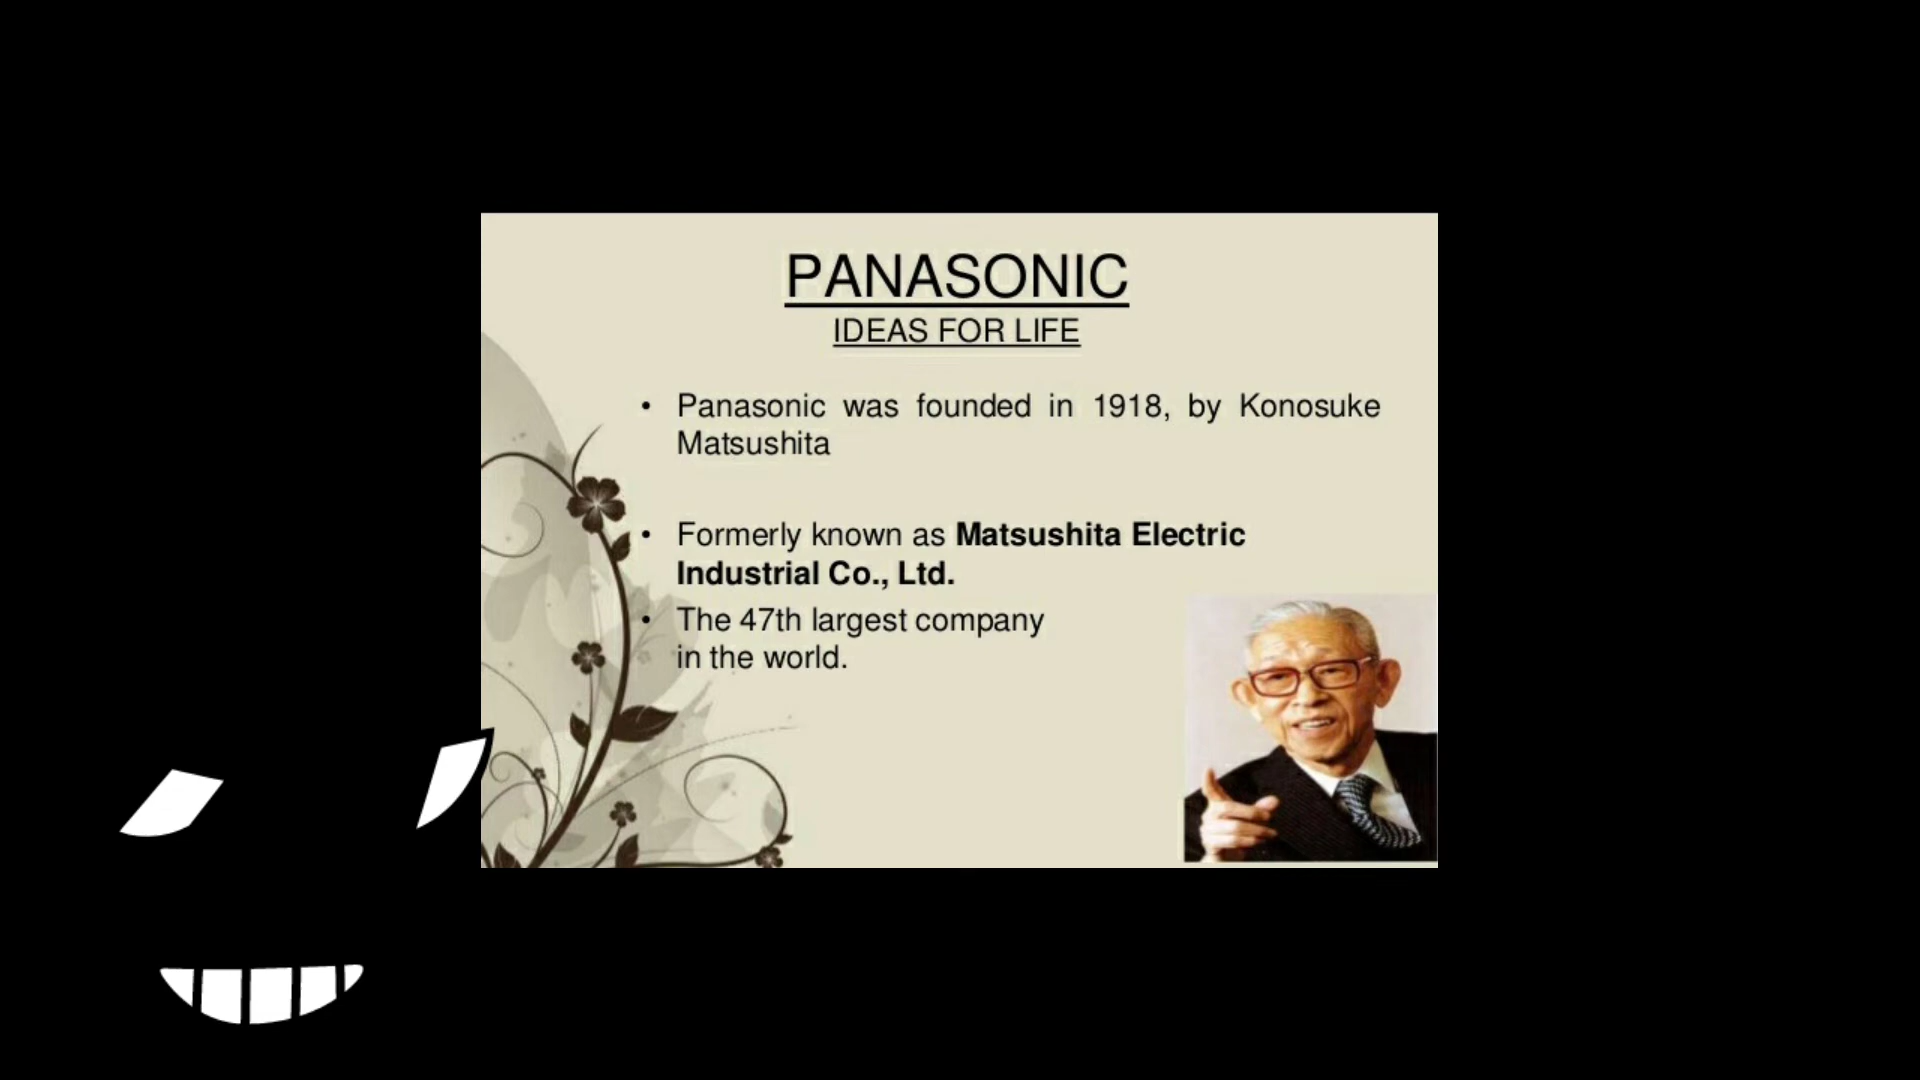 PANASONIC
IDEAS FOR LIFE
• Panasonic was founded in 1918, by Konosuke
Matsushita
• Formerly known as Matsushita Electric
Industrial Co., Ltd.
• The 47th largest company
in the world.